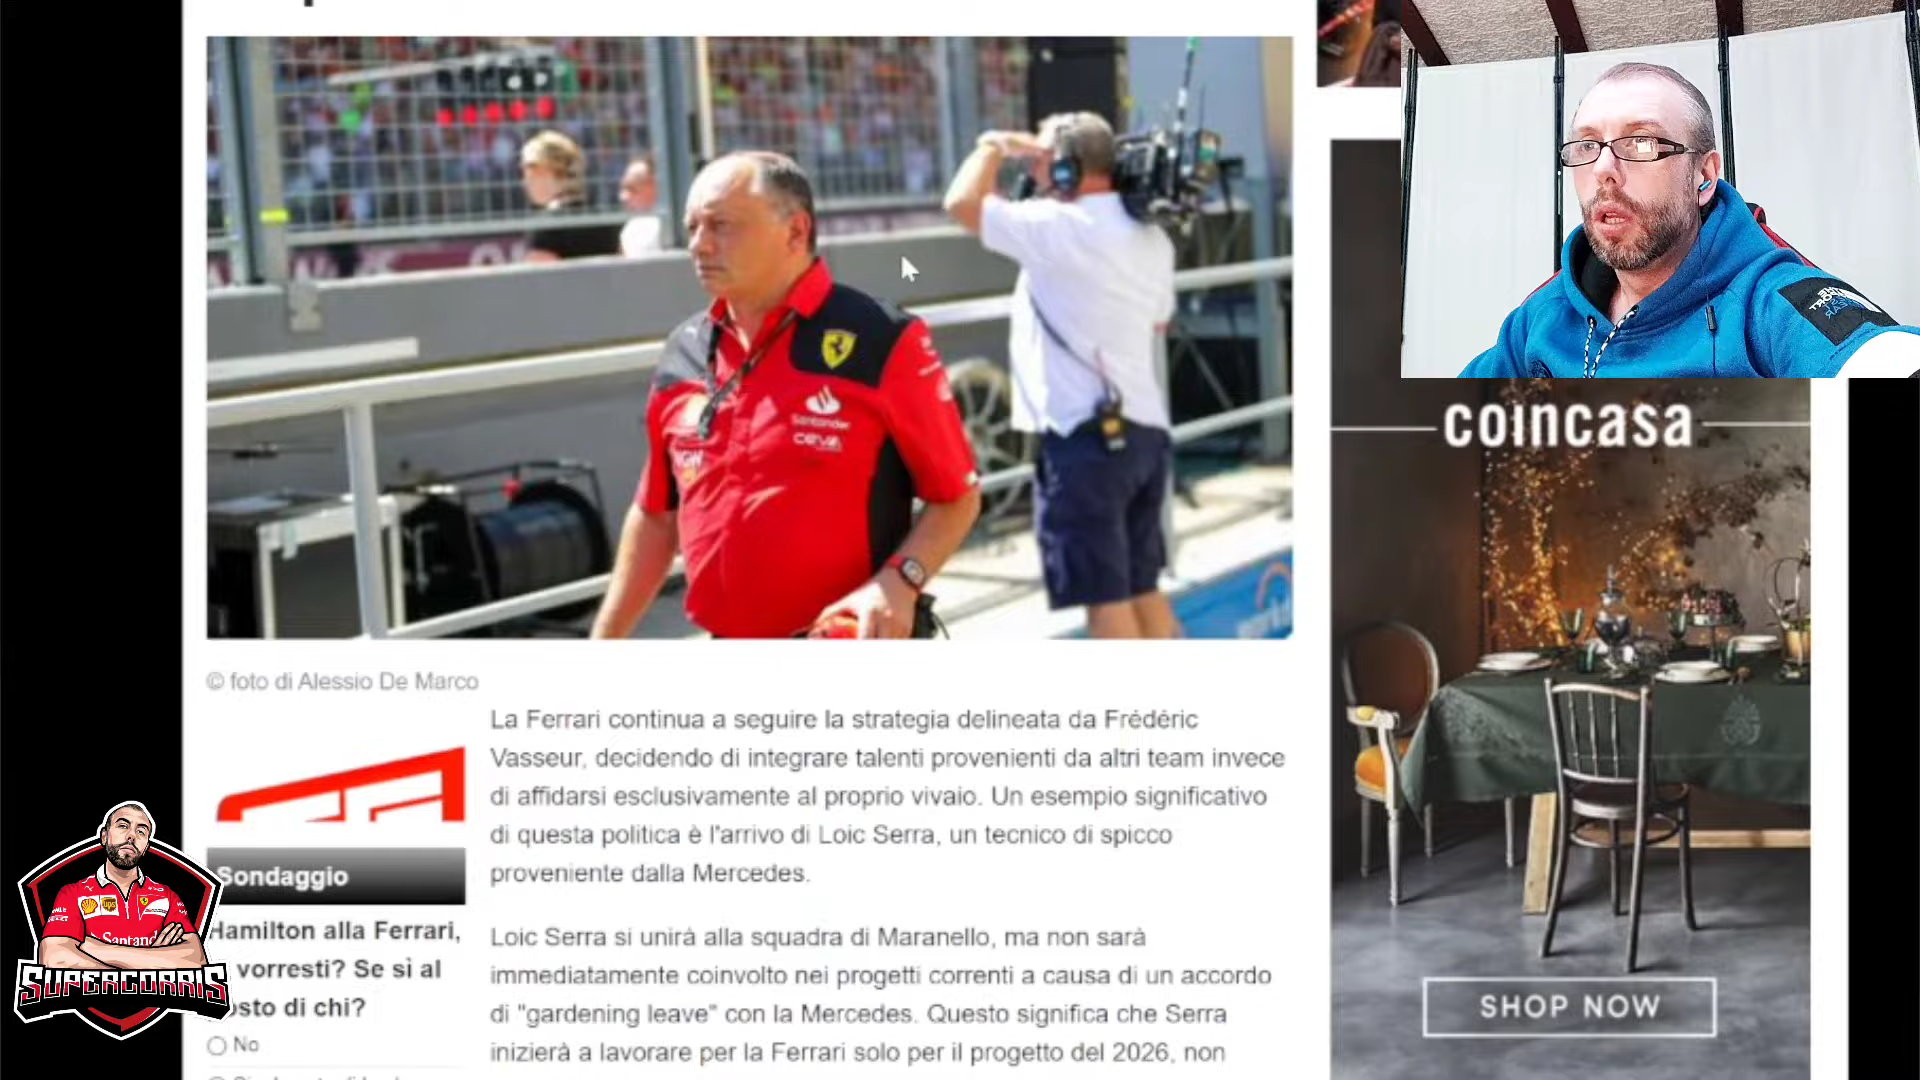 Santander
CEVA
© foto di Alessio De Marco
La Ferrari continua a seguire la strategia delineata da Frédéric
Vasseur, decidendo di integrare talenti provenienti da altri team invece
di affidarsi esclusivamente al proprio vivaio. Un esempio significativo
di questa politica è l'arrivo di Loic Serra, un tecnico di spicco
proveniente dalla Mercedes.
Loic Serra si unirà alla squadra di Maranello, ma non sarà
immediatamente coinvolto nei progetti correnti a causa di un accordo
di "gardening leave" con la Mercedes. Questo significa che Serra
inizierà a lavorare per la Ferrari solo per il progetto del 2026, non
Sondaggio
Hamilton alla Ferrari,
vorresti? Se sì al
osto di chi?
No
ups
Santand
SUPERCORRIS
coincasa
SHOP NOW